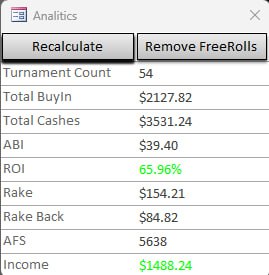 Analitics
Recalculate Remove FreeRolls
Turnament Count 54
Total BuyIn $2127.82
Total Cashes $3531.24
ABI $39.40
ROI 65.96%
Rake $154.21
Rake Back $84.82
AFS 5638
Income $1488.24